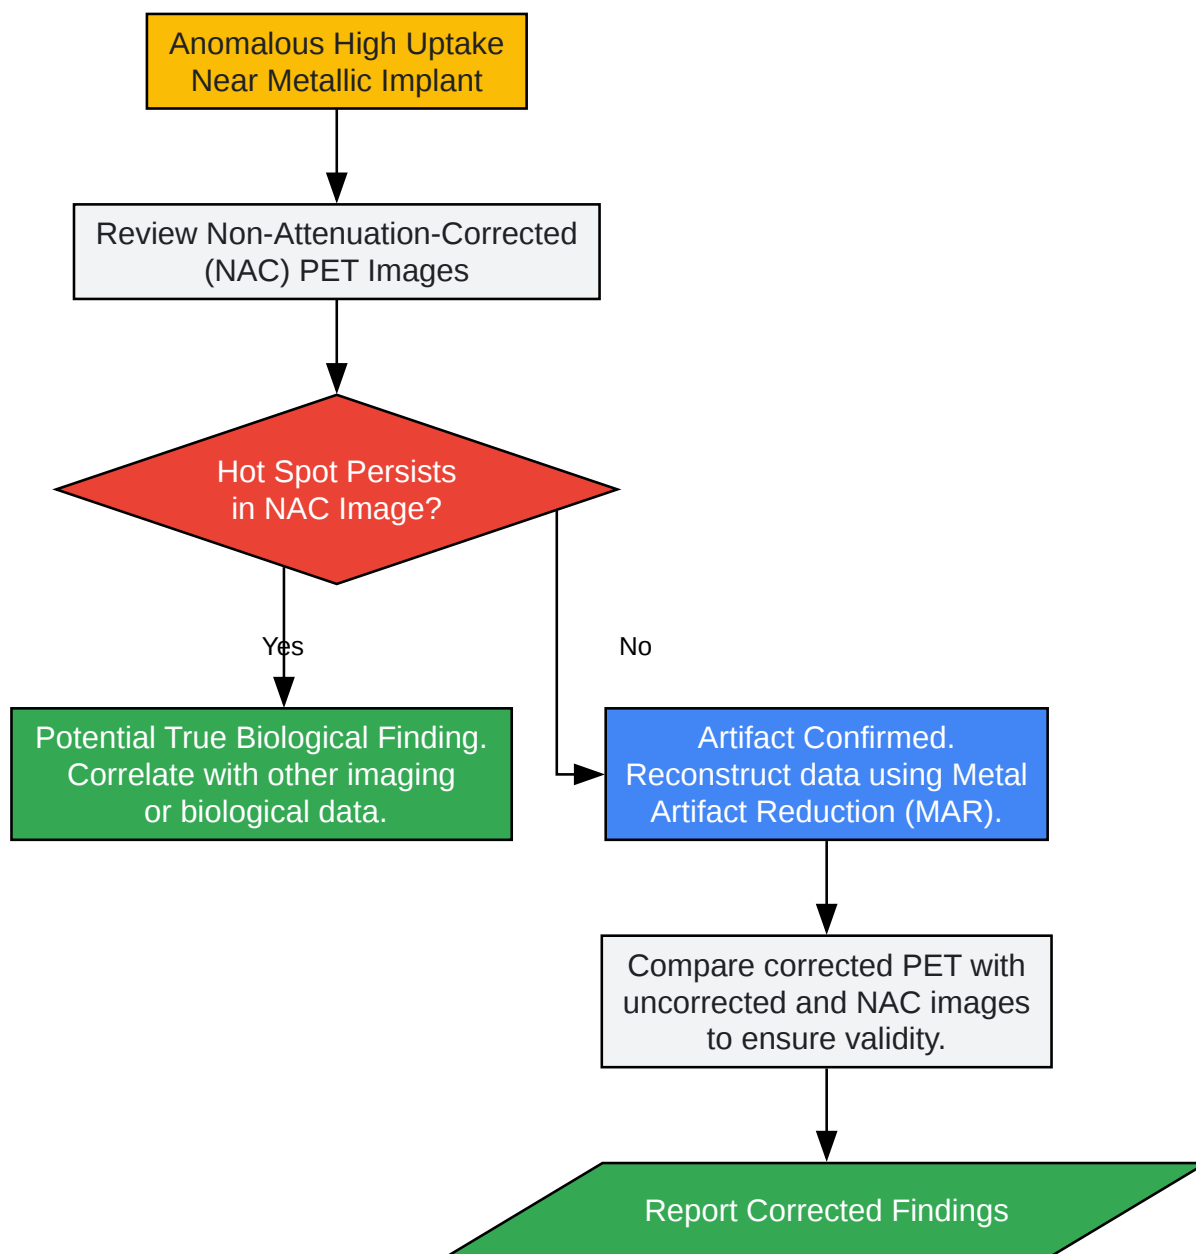 Anomalous High Uptake
Near Metallic Implant
Review Non-Attenuation-Corrected
(NAC) PET Images
Hot Spot Persists
in NAC Image?
Yes
No
Potential True Biological Finding.
Correlate with other imaging
or biological data.
Artifact Confirmed.
Reconstruct data using Metal
Artifact Reduction (MAR).
Compare corrected PET with
uncorrected and NAC images
to ensure validity.
Report Corrected Findings